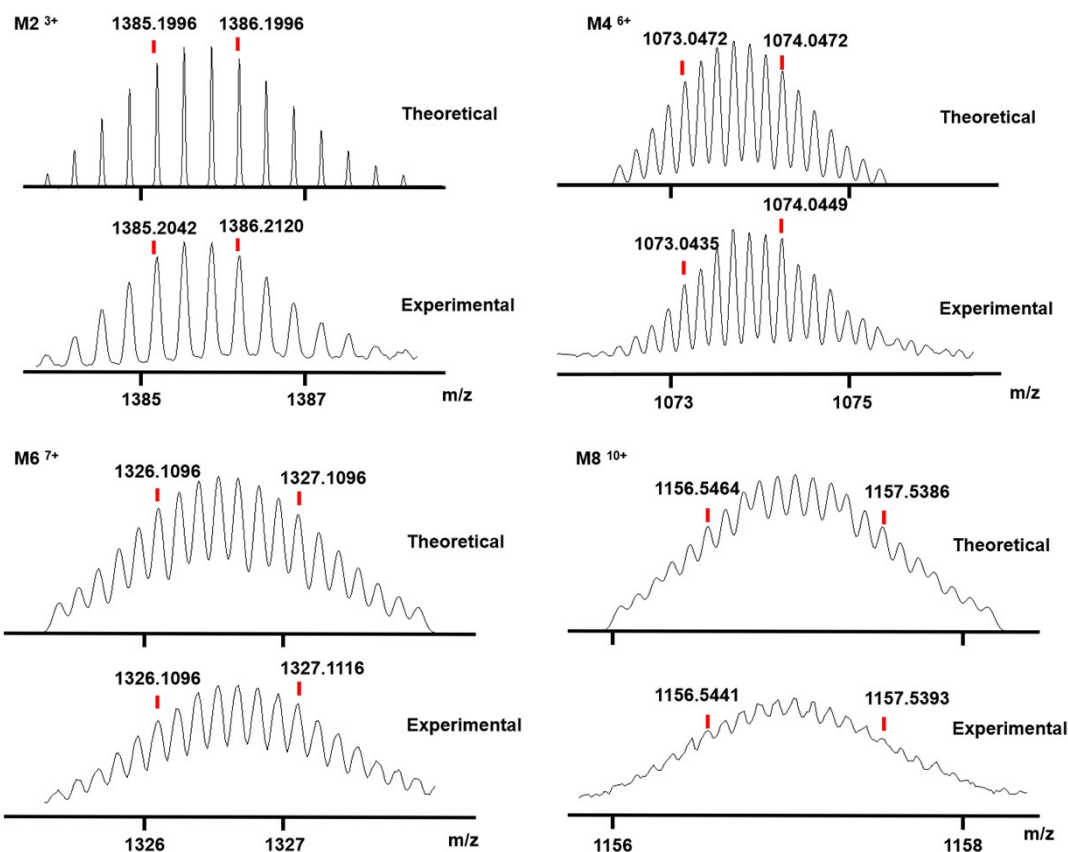 M2 3+
1385.1996 1386.1996
Theoretical
1385.2042 1386.2120
Experimental
1385 1387 m/z
M4 6+
1073.0472 1074.0472
Theoretical
1074.0449
1073.0435
Experimental
1073 1075 m/z
M6 7+
1326.1096 1327.1096
Theoretical
1326.1096 1327.1116
Experimental
1326 1327 m/z
M8 10+
1156.5464 1157.5386
Theoretical
1156.5441 1157.5393
Experimental
1156 1158 m/z